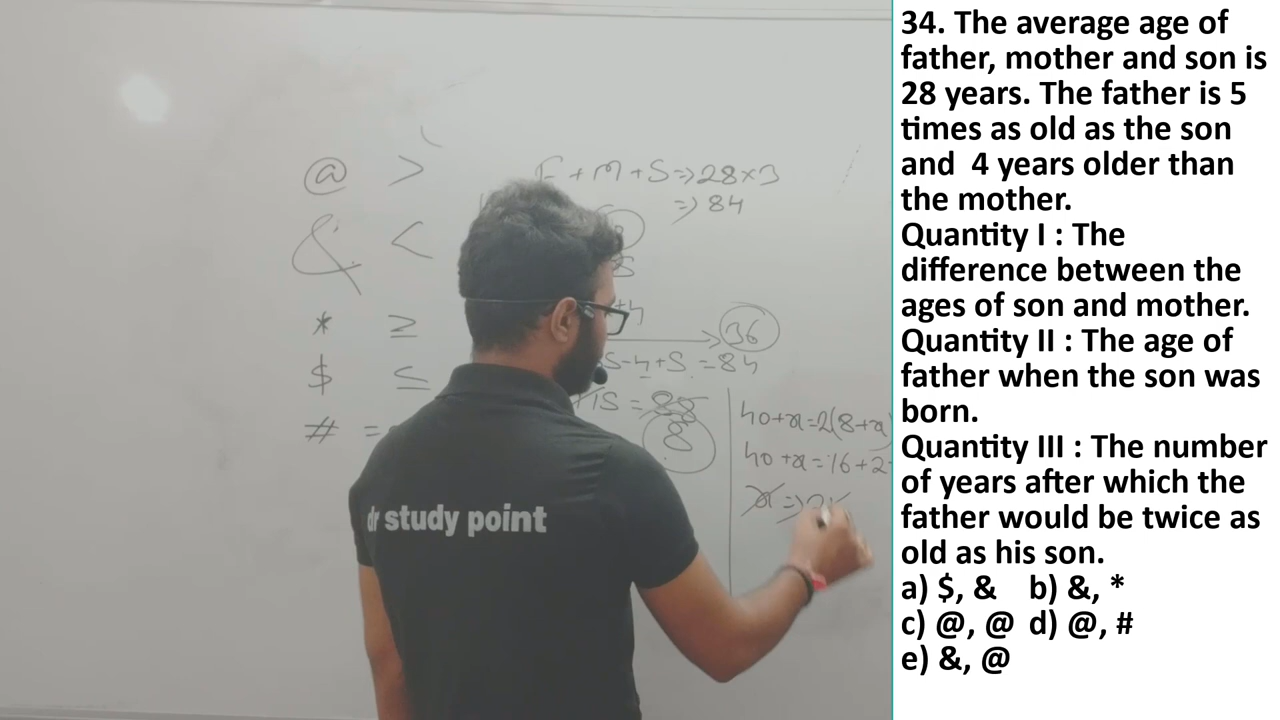 34. The average age of
father, mother and son is
28 years. The father is 5
times as old as the son
and 4 years older than
the mother.
Quantity I : The
difference between the
ages of son and mother.
Quantity II : The age of
father when the son was
born.
Quantity III : The number
of years after which the
father would be twice as
old as his son.
a) $, & b) &, *
c) @, @ d) @, #
e) &, @
@ >
& <
* ≥
$ ≤
# =
F + M + S => 28×3
=> 84
36
S-4+S = 84
= 88
8
40+x=2(8+x)
40+x=16+2
x =>
dr study point